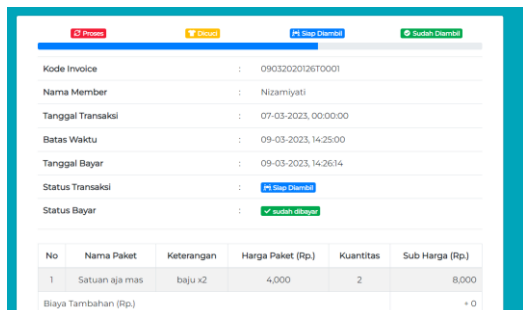 Proses Dicuci Siap Diambil Sudah Diambil
Kode Invoice : 09032020126T0001
Nama Member : Nizamiyati
Tanggal Transaksi : 07-03-2023, 00:00:00
Batas Waktu : 09-03-2023, 14:25:00
Tanggal Bayar : 09-03-2023, 14:26:14
Status Transaksi : Siap Diambil
Status Bayar : sudah dibayar
No Nama Paket Keterangan Harga Paket (Rp.) Kuantitas Sub Harga (Rp.)
1 Satuan aja mas baju x2 4,000 2 8,000
Biaya Tambahan (Rp.) + 0